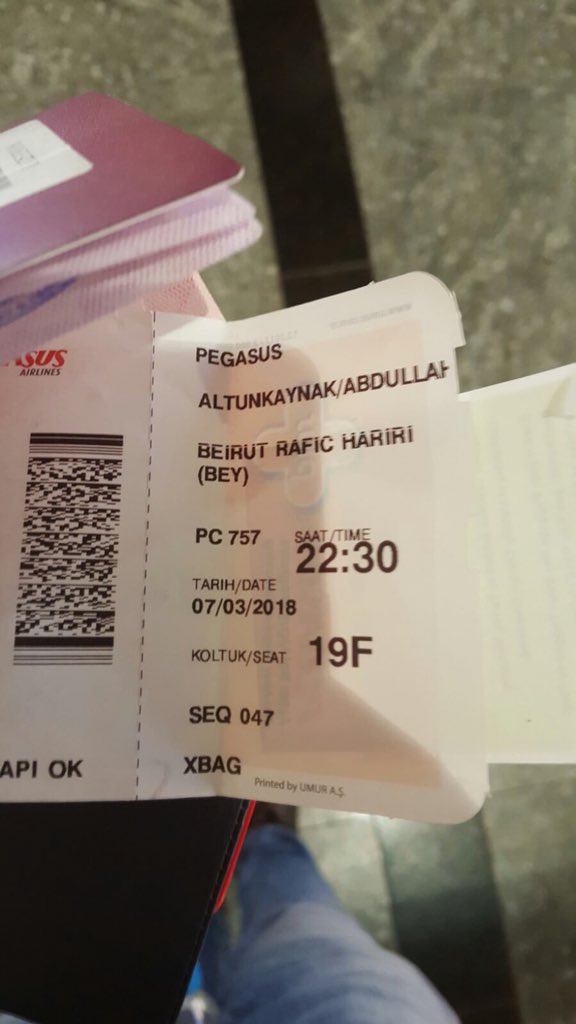 ASUS
AIRLINES
API OK
PEGASUS
ALTUNKAYNAK/ABDULLAH
BEIRUT RAFIC HARIRI
(BEY)
PC 757
SAAT/TIME
22:30
TARIH/DATE
07/03/2018
KOLTUK/SEAT 19F
SEQ 047
XBAG
Printed by UMUR A.Ş.